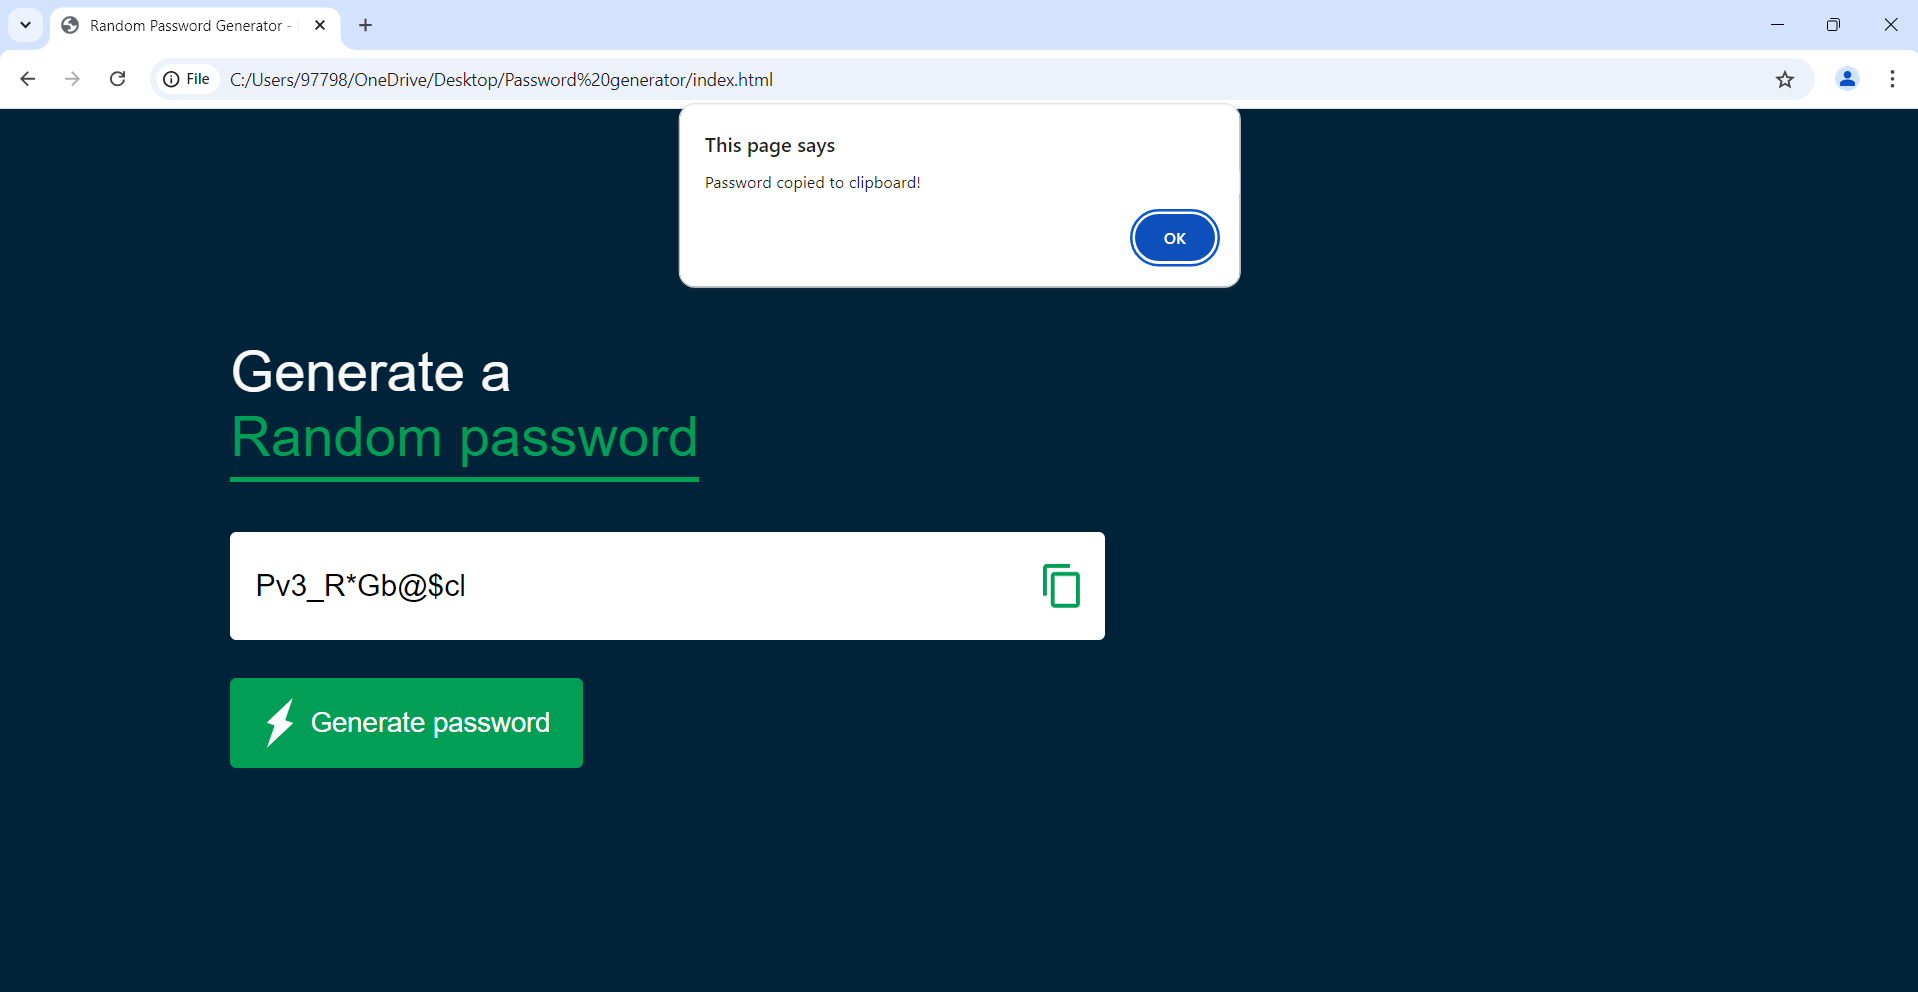 Random Password Generator -
File
C:/Users/97798/OneDrive/Desktop/Password%20generator/index.html
This page says
Password copied to clipboard!
OK
Generate a
Random password
Pv3_R*Gb@$cl
Generate password